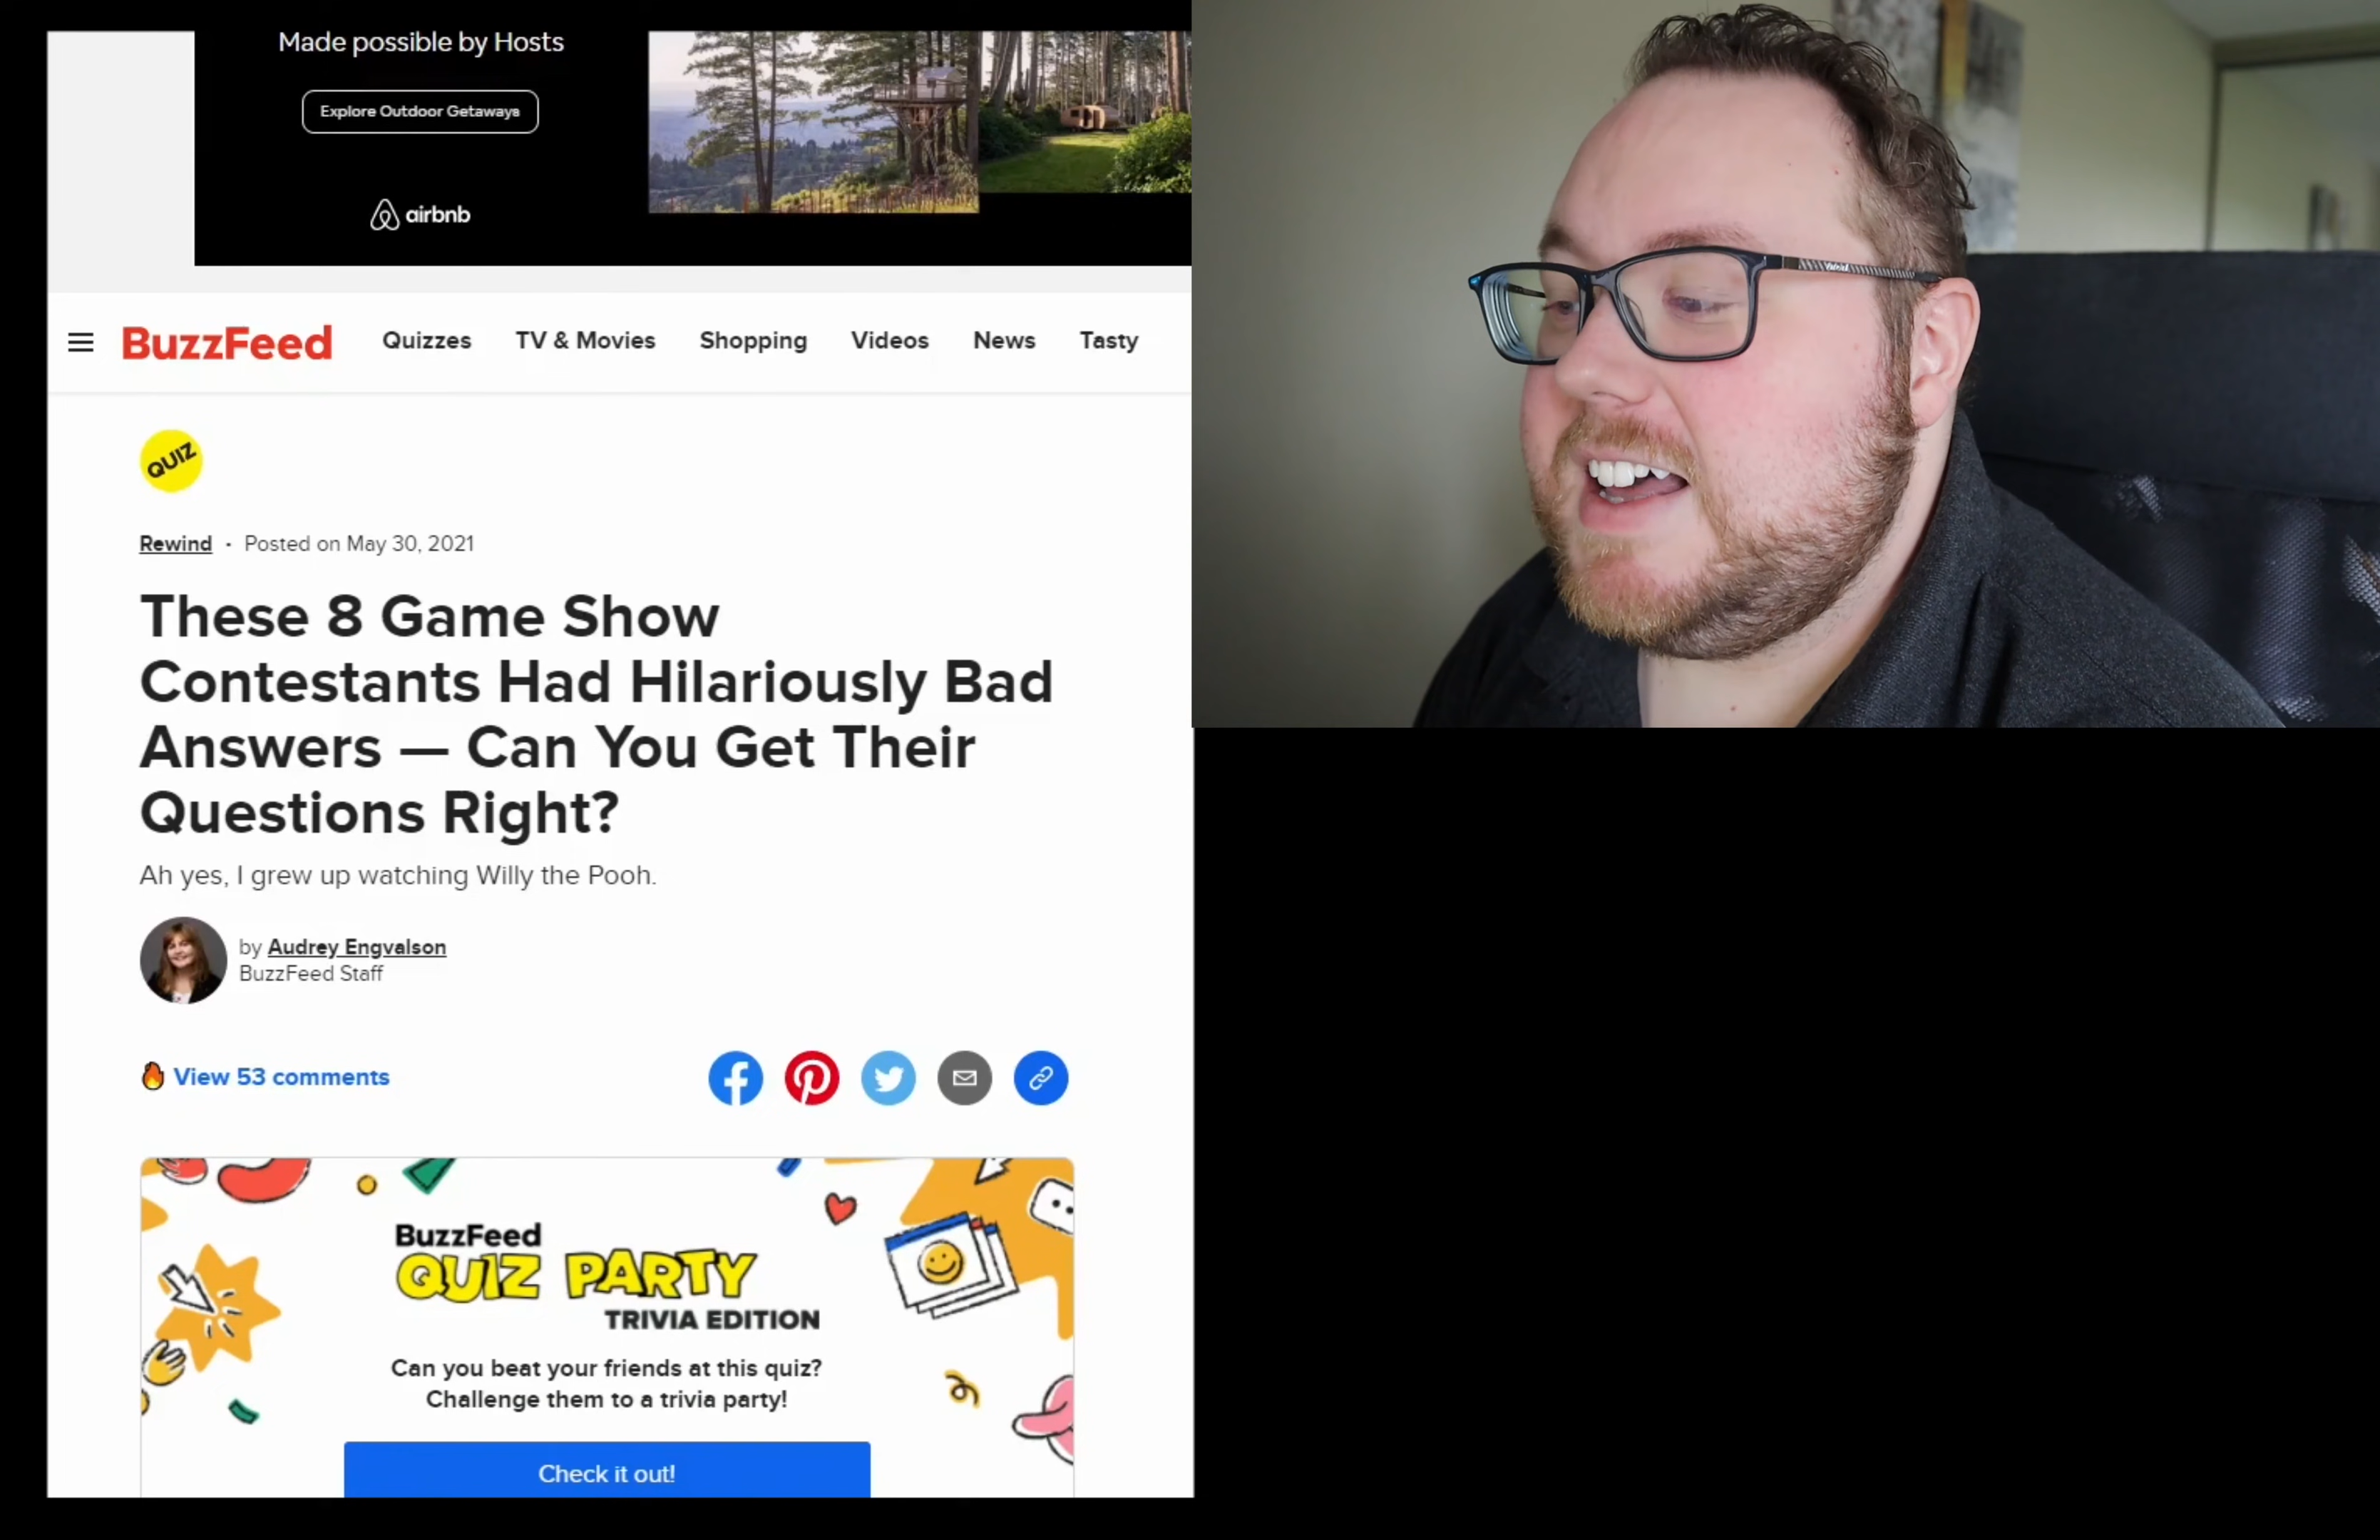 Made possible by Hosts
Explore Outdoor Getaways
airbnb
BuzzFeed
Quizzes
TV & Movies
Shopping
Videos
News
Tasty
QUIZ
Rewind · Posted on May 30, 2021
These 8 Game Show
Contestants Had Hilariously Bad
Answers — Can You Get Their
Questions Right?
Ah yes, I grew up watching Willy the Pooh.
by Audrey Engvalson
BuzzFeed Staff
View 53 comments
BuzzFeed
QUIZ PARTY
TRIVIA EDITION
Can you beat your friends at this quiz?
Challenge them to a trivia party!
Check it out!